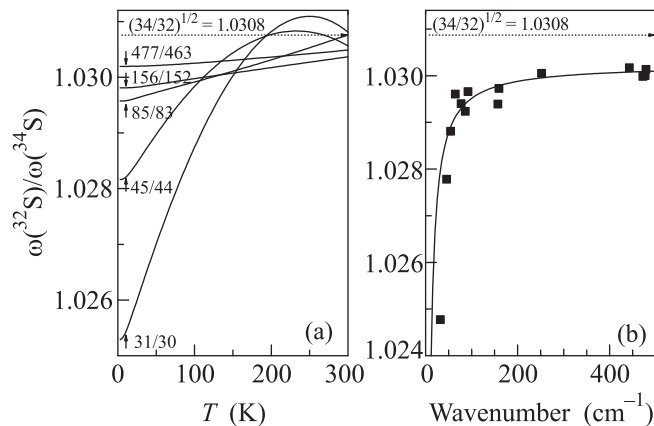 (34/32)^{1/2} = 1.0308
(34/32)^{1/2} = 1.0308
477/463
156/152
85/83
45/44
31/30
(a)
(b)
1.030
1.028
1.026
1.030
1.028
1.026
1.024
0 100 200 300
0 200 400
ω(³²S)/ω(³⁴S)
T (K)
Wavenumber (cm⁻¹)